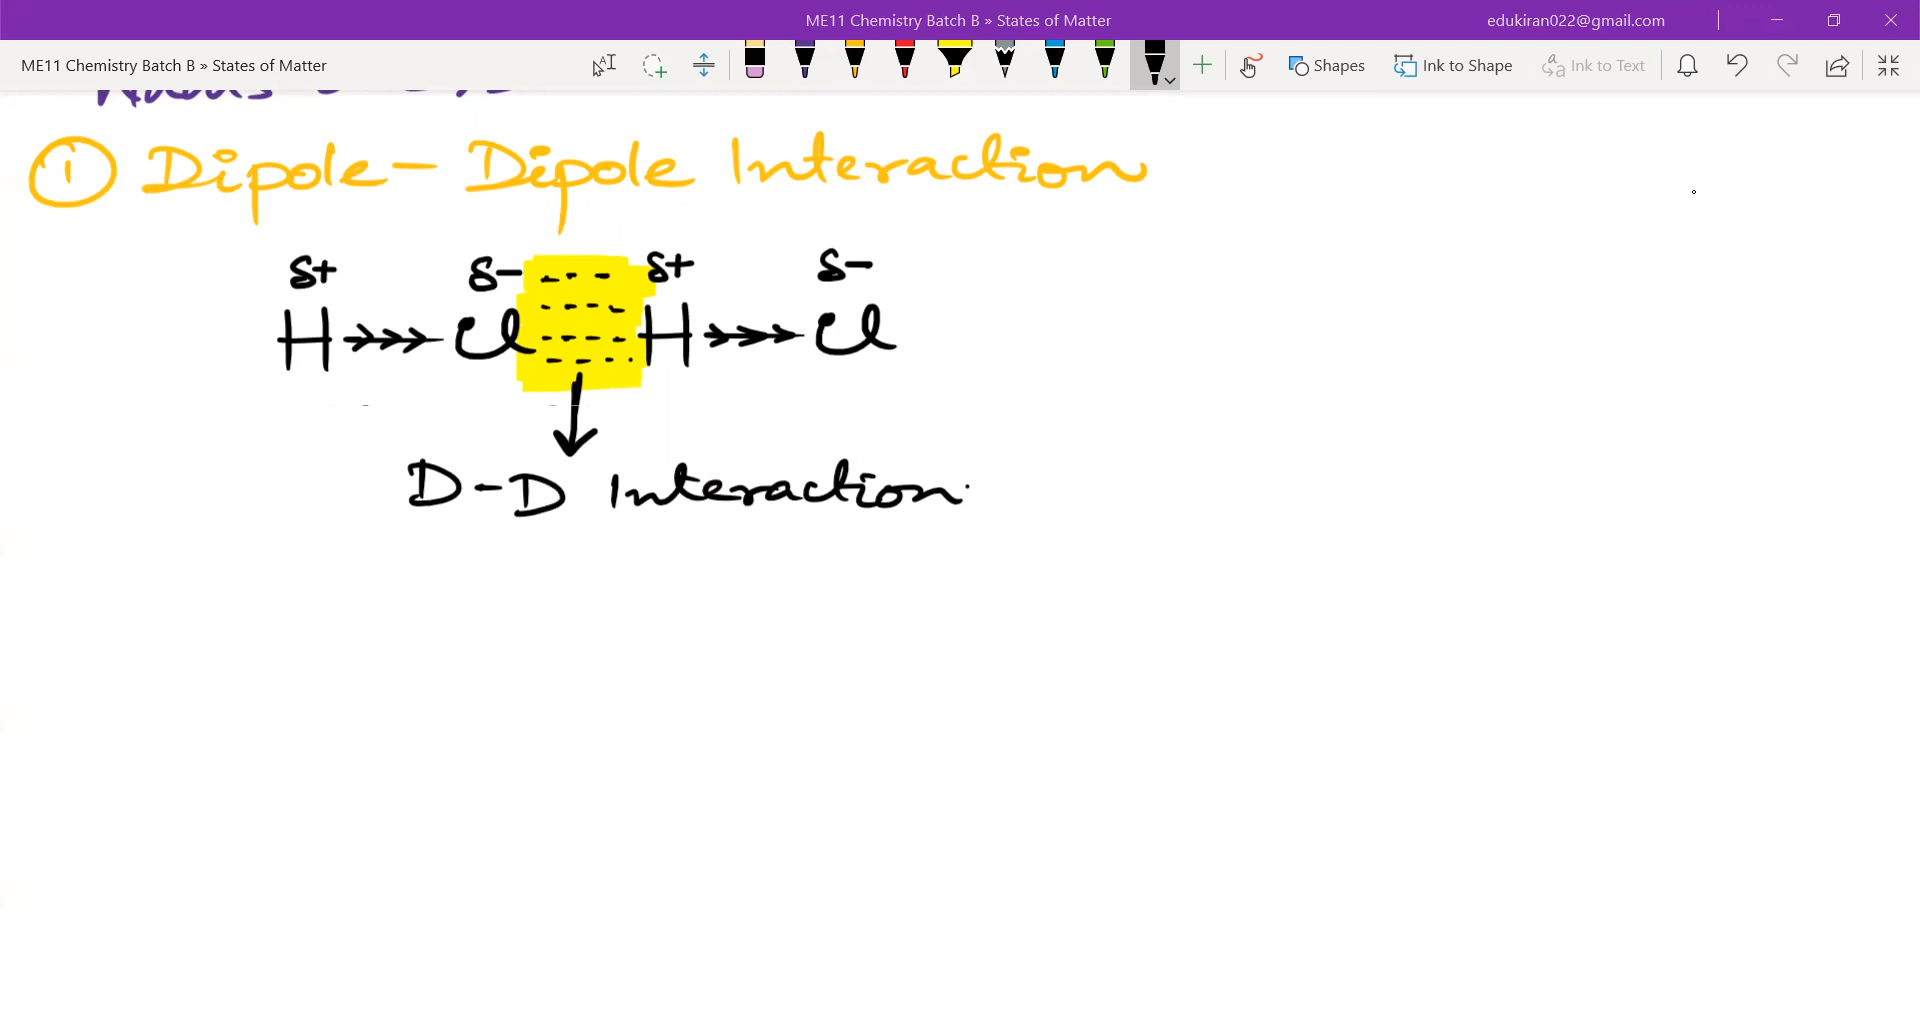 ME11 Chemistry Batch B » States of Matter
edukiran022@gmail.com
ME11 Chemistry Batch B » States of Matter
Shapes
Ink to Shape
Ink to Text
① Dipole - Dipole Interaction
δ+ δ- --- δ+ δ-
H Cl H Cl
D-D Interaction